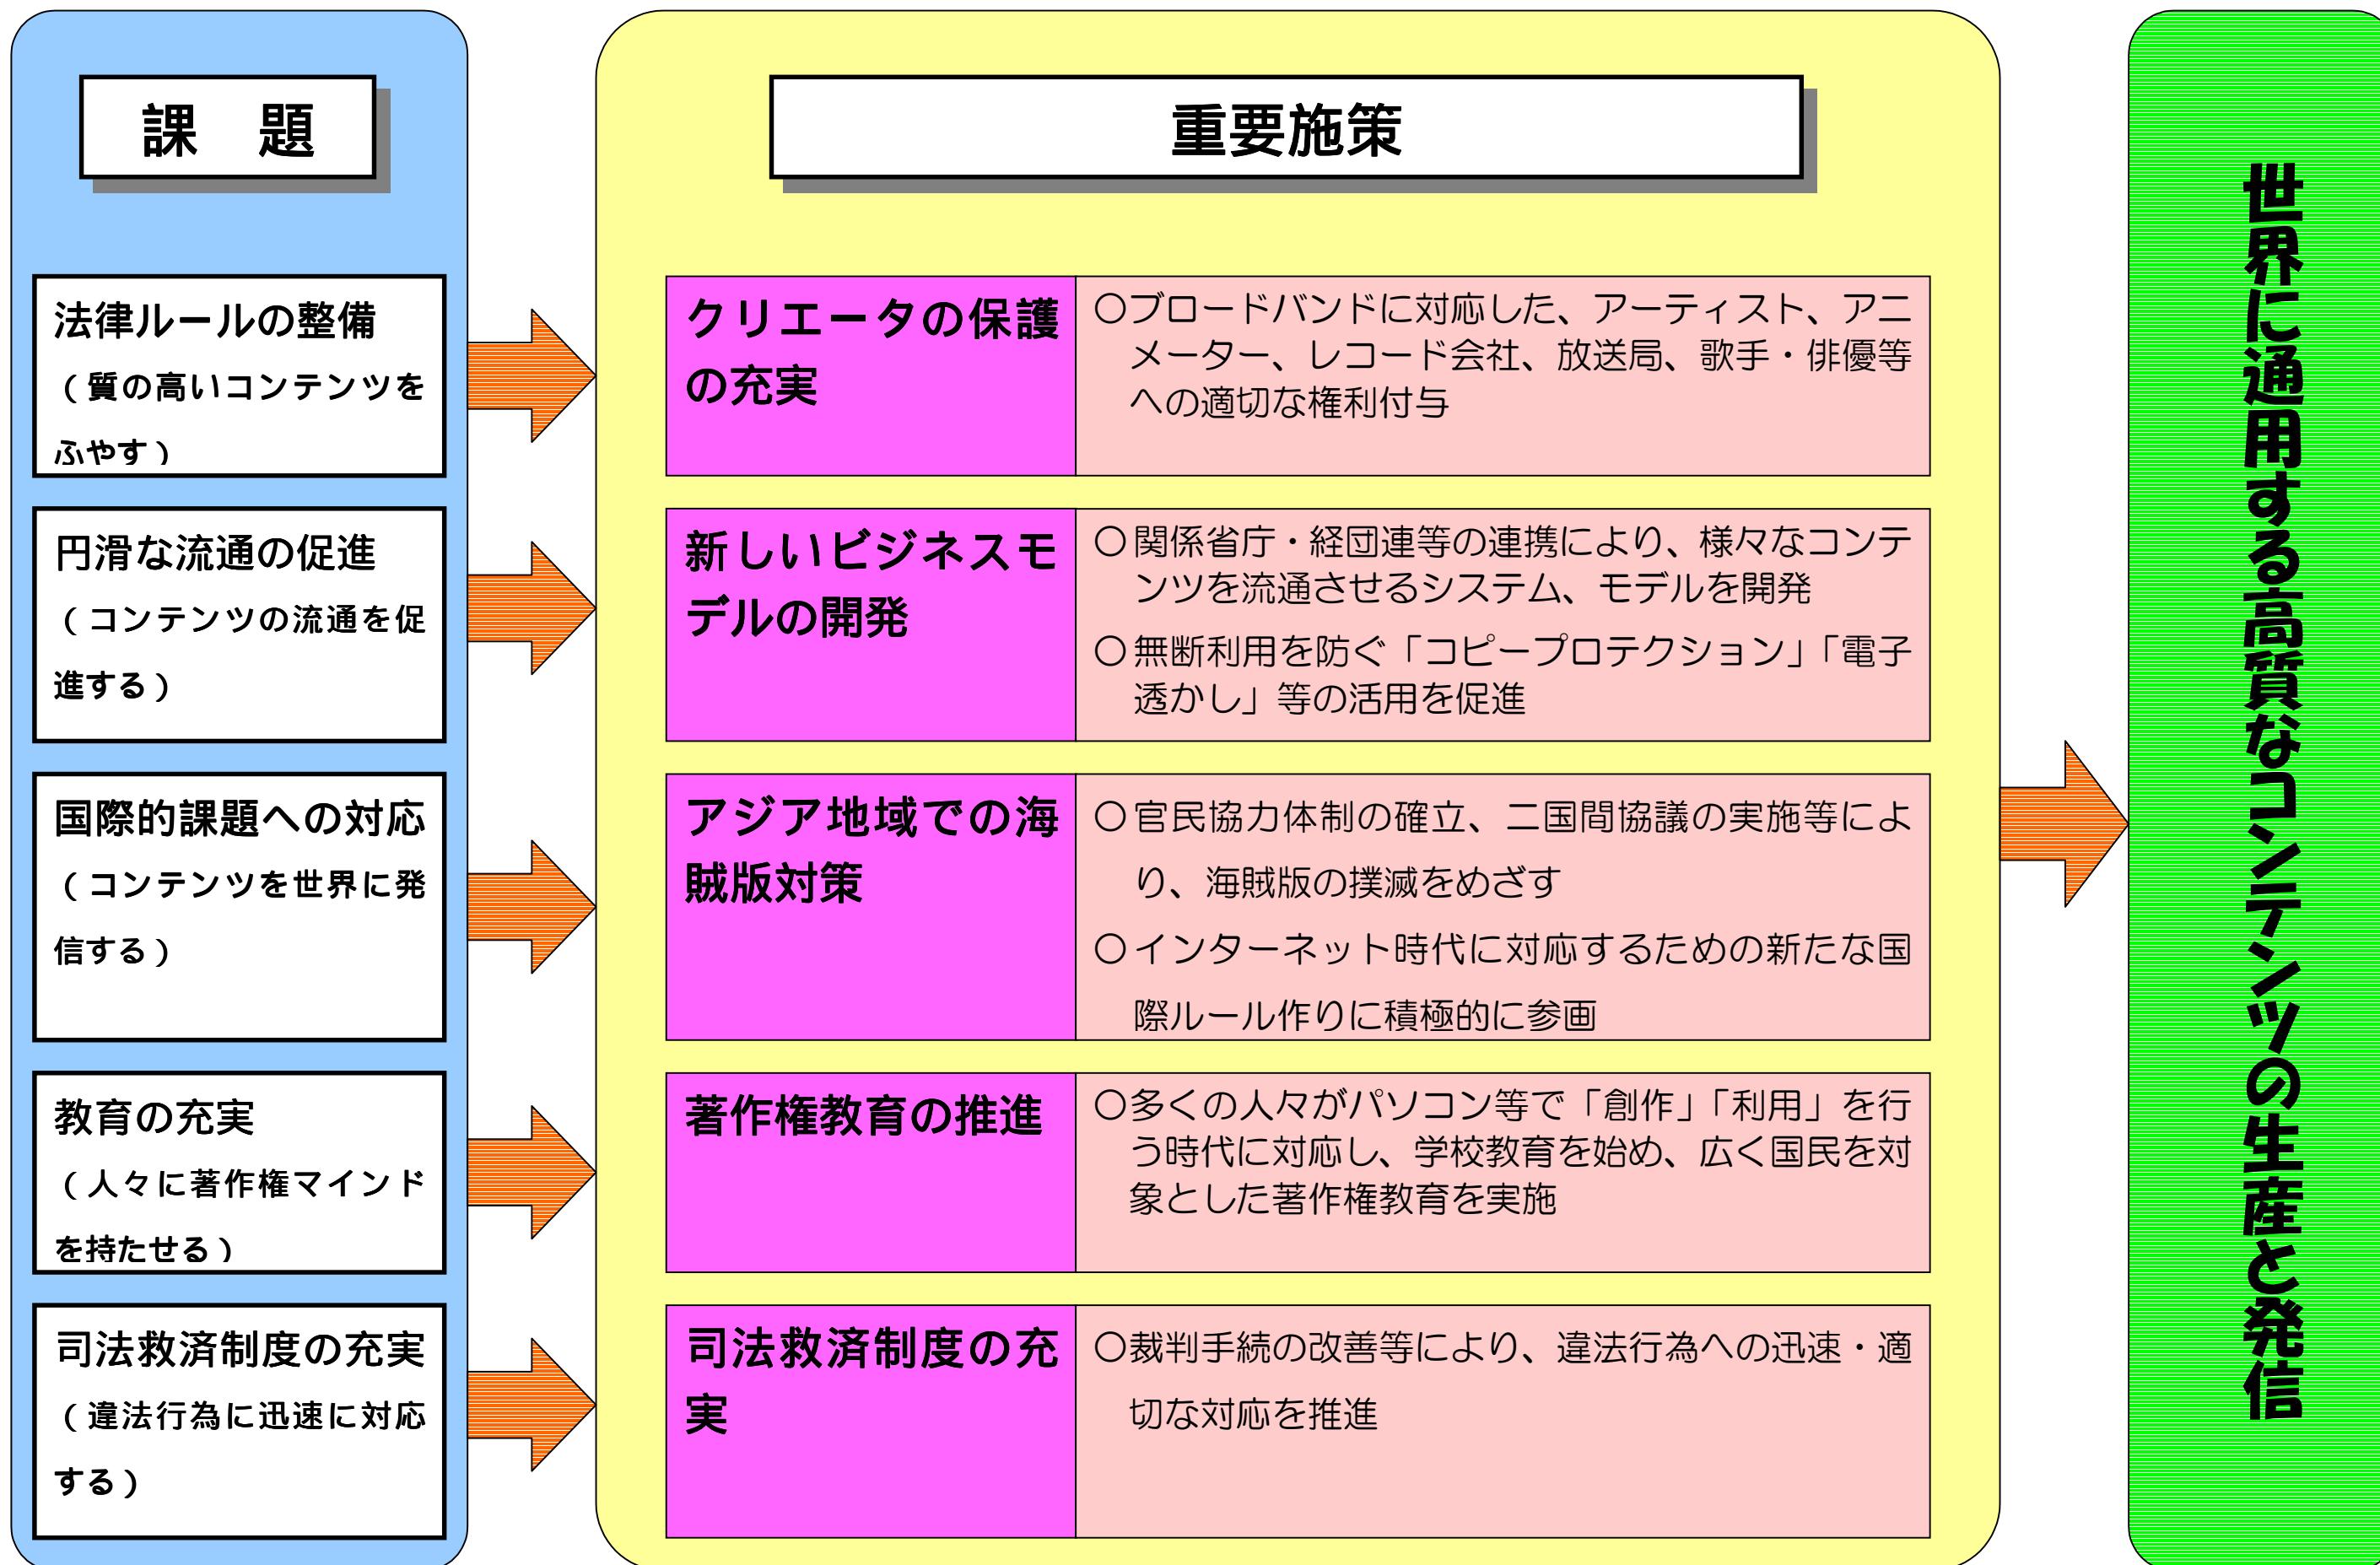 課　題
法律ルールの整備
（質の高いコンテンツを
ふやす）
円滑な流通の促進
（コンテンツの流通を促
進する）
国際的課題への対応
（コンテンツを世界に発
信する）
教育の充実
（人々に著作権マインド
を持たせる）
司法救済制度の充実
（違法行為に迅速に対応
する）
重要施策
クリエータの保護
の充実
○ブロードバンドに対応した、アーティスト、アニ
メーター、レコード会社、放送局、歌手・俳優等
への適切な権利付与
新しいビジネスモ
デルの開発
○関係省庁・経団連等の連携により、様々なコンテ
ンツを流通させるシステム、モデルを開発
○無断利用を防ぐ「コピープロテクション」「電子
透かし」等の活用を促進
アジア地域での海
賊版対策
○官民協力体制の確立、二国間協議の実施等によ
り、海賊版の撲滅をめざす
○インターネット時代に対応するための新たな国
際ルール作りに積極的に参画
著作権教育の推進
○多くの人々がパソコン等で「創作」「利用」を行
う時代に対応し、学校教育を始め、広く国民を対
象とした著作権教育を実施
司法救済制度の充
実
○裁判手続の改善等により、違法行為への迅速・適
切な対応を推進
世界に通用する高質なコンテンツの生産と発信